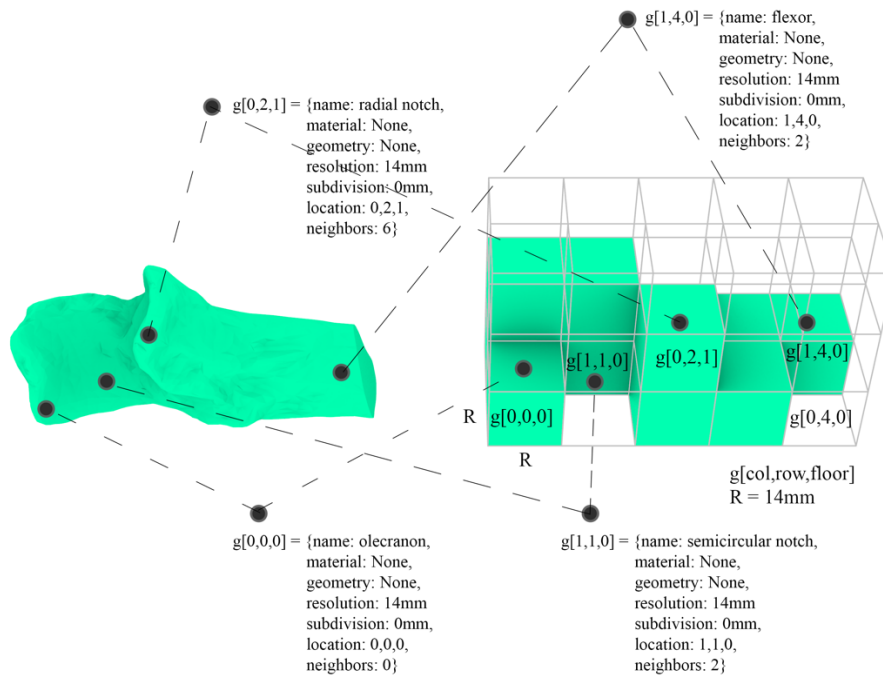 g[1,4,0] = {name: flexor,
material: None,
geometry: None,
resolution: 14mm
subdivision: 0mm,
location: 1,4,0,
neighbors: 2}
g[0,2,1] = {name: radial notch,
material: None,
geometry: None,
resolution: 14mm
subdivision: 0mm,
location: 0,2,1,
neighbors: 6}
g[1,1,0]
g[0,2,1]
g[1,4,0]
R
g[0,0,0]
g[0,4,0]
R
g[col,row,floor]
R = 14mm
g[0,0,0] = {name: olecranon,
material: None,
geometry: None,
resolution: 14mm
subdivision: 0mm,
location: 0,0,0,
neighbors: 0}
g[1,1,0] = {name: semicircular notch,
material: None,
geometry: None,
resolution: 14mm
subdivision: 0mm,
location: 1,1,0,
neighbors: 2}